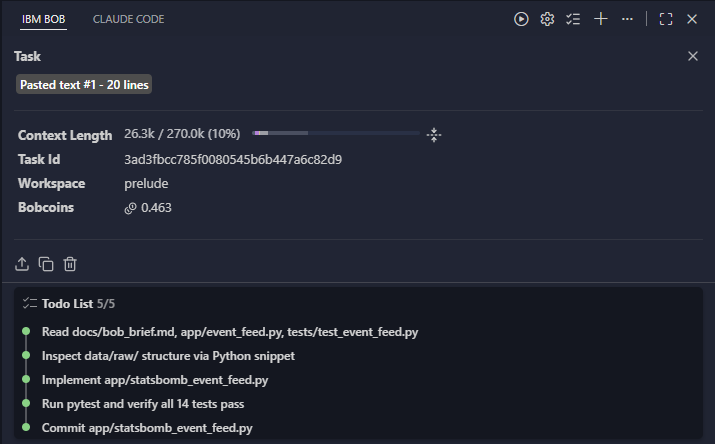 IBM BOB CLAUDE CODE
Task
Pasted text #1 - 20 lines
Context Length 26.3k / 270.0k (10%)
Task Id 3ad3fbcc785f0080545b6b447a6c82d9
Workspace prelude
Bobcoins 0.463
Todo List 5/5
Read docs/bob_brief.md, app/event_feed.py, tests/test_event_feed.py
Inspect data/raw/ structure via Python snippet
Implement app/statsbomb_event_feed.py
Run pytest and verify all 14 tests pass
Commit app/statsbomb_event_feed.py